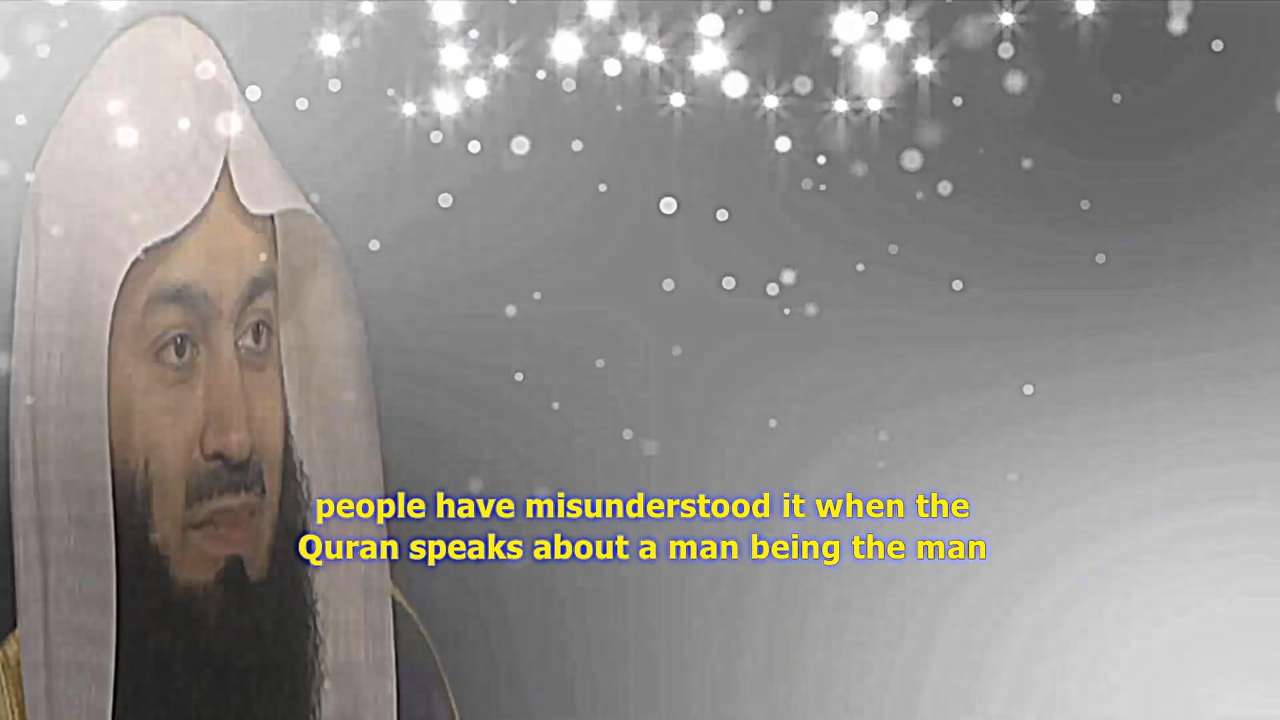 people have misunderstood it when the
Quran speaks about a man being the man